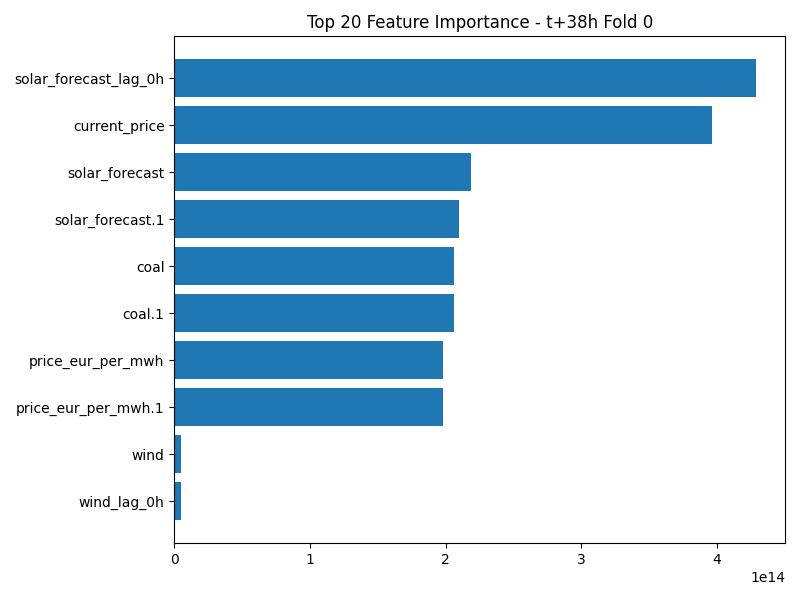 Top 20 Feature Importance - t+38h Fold 0
solar_forecast_lag_0h
current_price
solar_forecast
solar_forecast.1
coal
coal.1
price_eur_per_mwh
price_eur_per_mwh.1
wind
wind_lag_0h
0 1 2 3 4
1e14